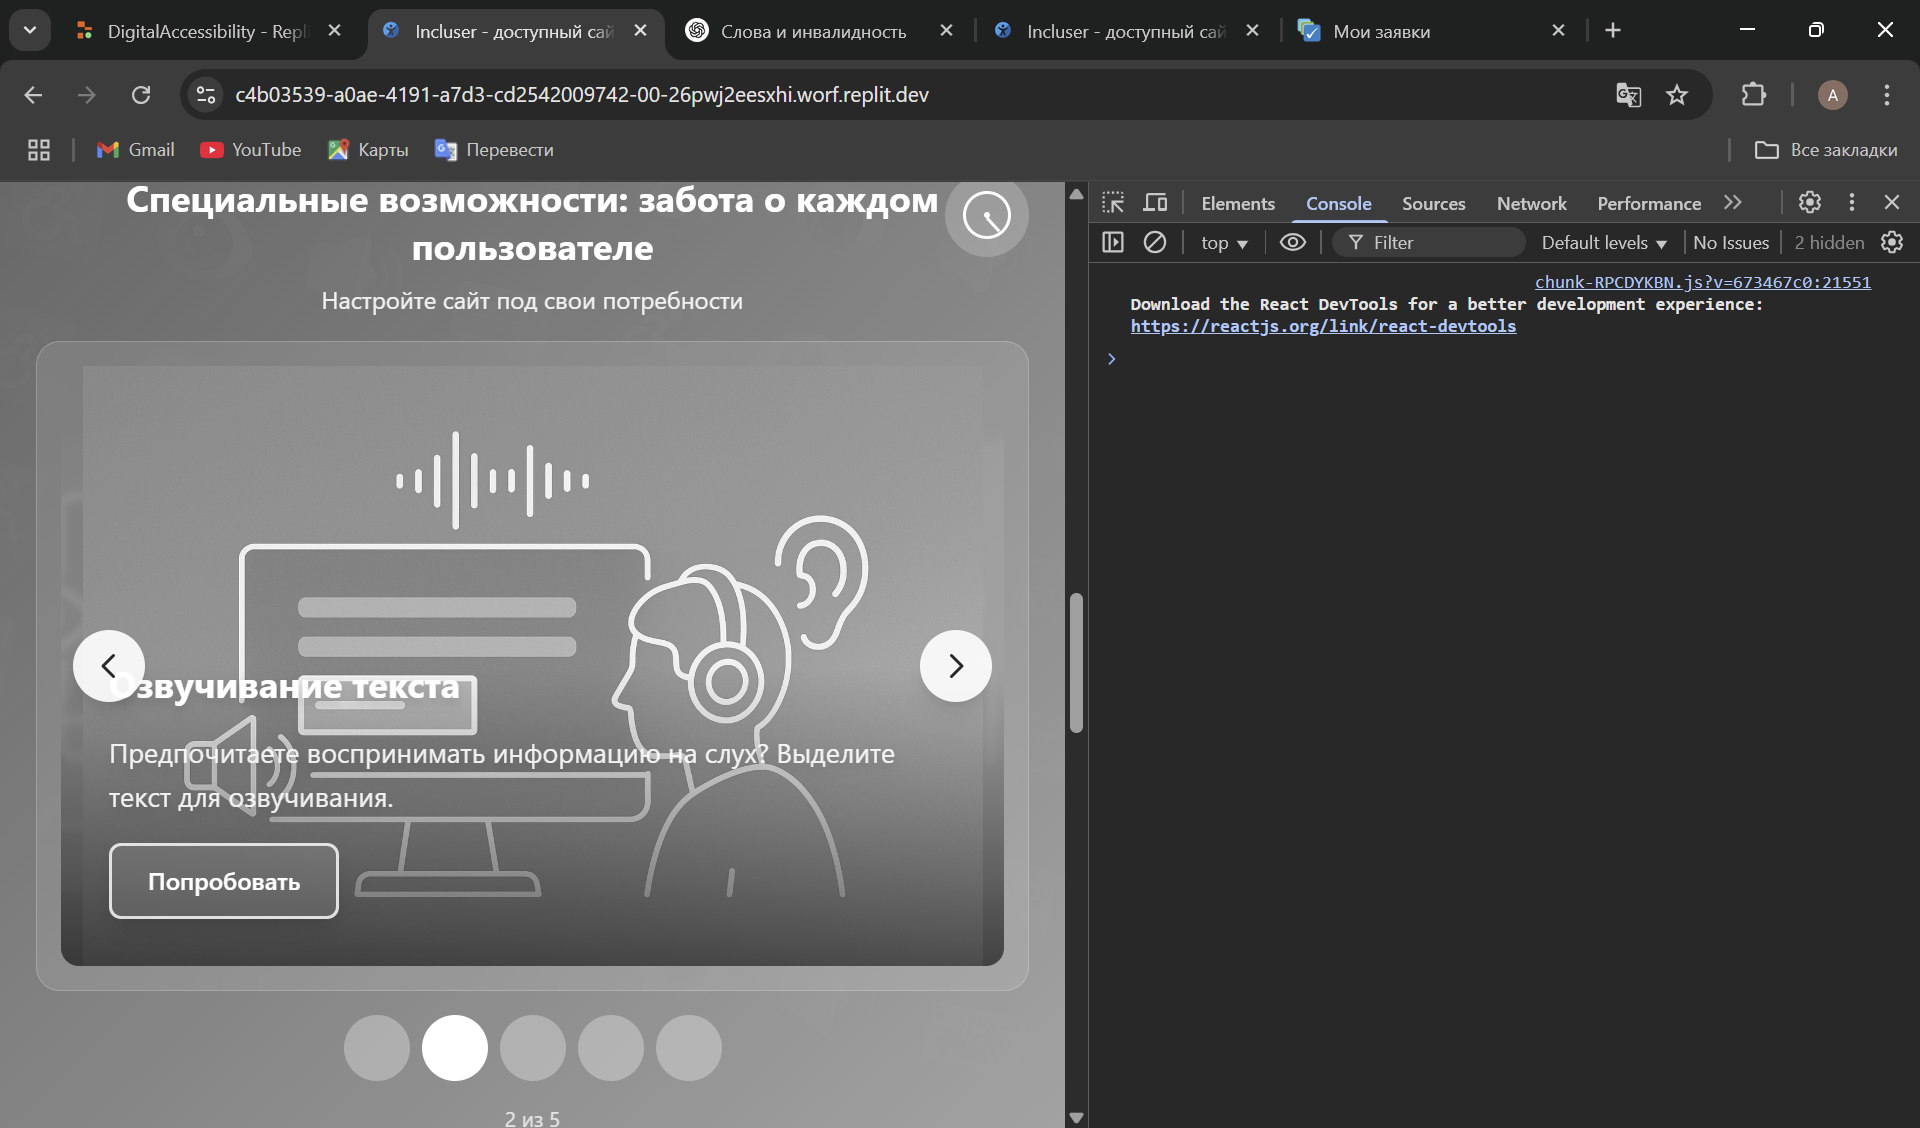 DigitalAccessibility - Repl
Incluser - доступный сай
Слова и инвалидность
Incluser - доступный сай
Мои заявки
c4b03539-a0ae-4191-a7d3-cd2542009742-00-26pwj2eesxhi.worf.replit.dev
A
Gmail
YouTube
Карты
Перевести
Все закладки
Специальные возможности: забота о каждом
пользователе
Настройте сайт под свои потребности
Озвучивание текста
Предпочитаете воспринимать информацию на слух? Выделите
текст для озвучивания.
Попробовать
2 из 5
Elements
Console
Sources
Network
Performance
top
Filter
Default levels
No Issues
2 hidden
chunk-RPCDYKBN.js?v=673467c0:21551
Download the React DevTools for a better development experience:
https://reactjs.org/link/react-devtools